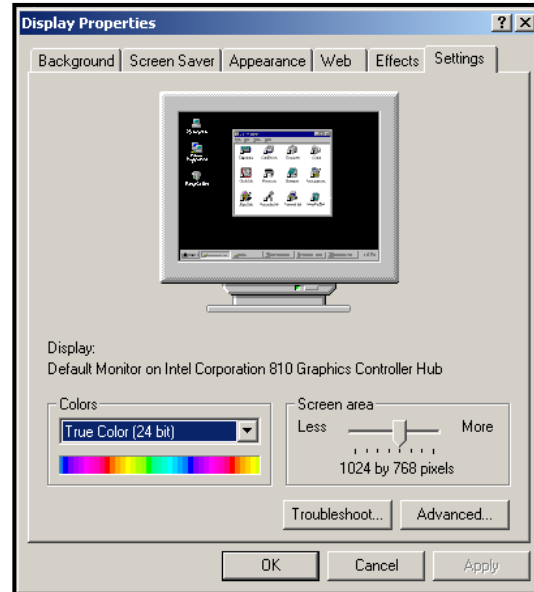 Display Properties
Background Screen Saver Appearance Web Effects Settings
Display:
Default Monitor on Intel Corporation 810 Graphics Controller Hub
Colors
True Color (24 bit)
Screen area
Less More
1024 by 768 pixels
Troubleshoot... Advanced...
OK Cancel Apply